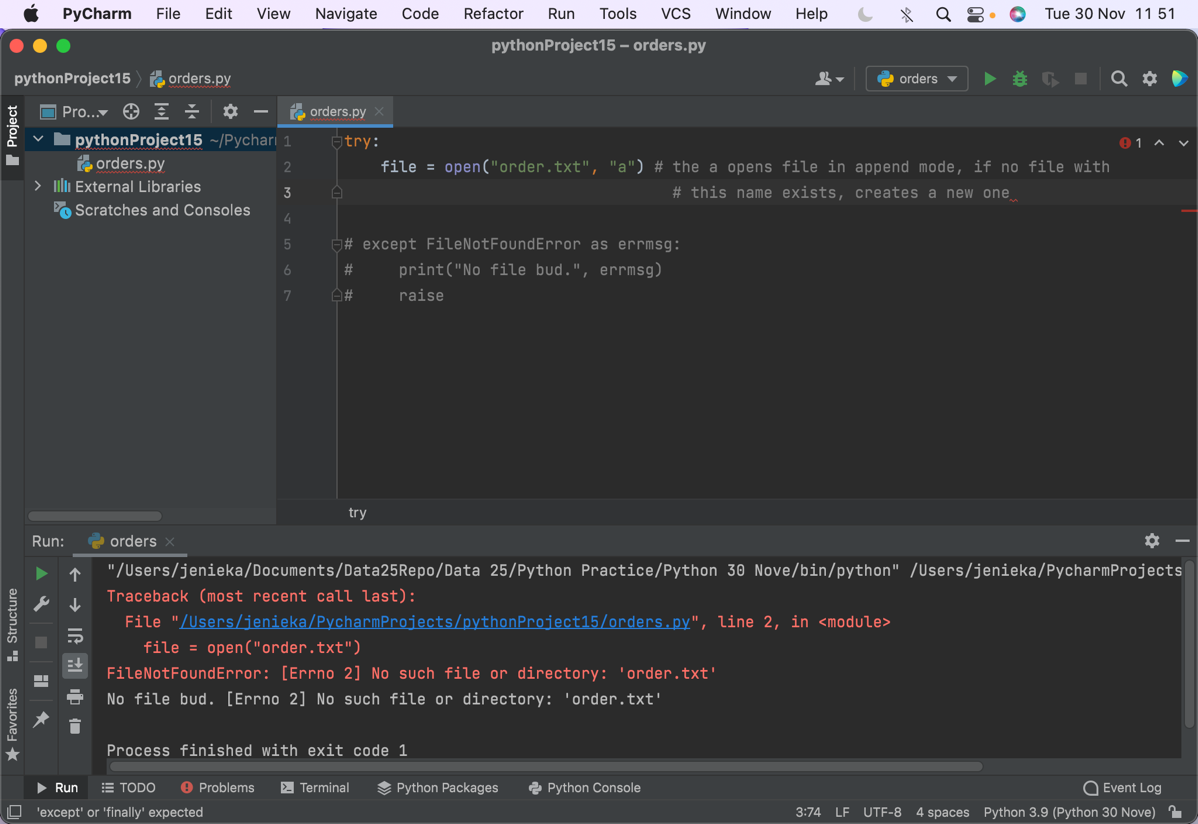 PyCharm File Edit View Navigate Code Refactor Run Tools VCS Window Help Tue 30 Nov 11 51
pythonProject15 – orders.py
pythonProject15 orders.py orders
Project
Pro... orders.py
pythonProject15 ~/Pychar
orders.py
External Libraries
Scratches and Consoles
1 try: 1
2 file = open("order.txt", "a") # the a opens file in append mode, if no file with
3 # this name exists, creates a new one
4
5 # except FileNotFoundError as errmsg:
6 # print("No file bud.", errmsg)
7 # raise
try
Run: orders
"/Users/jenieka/Documents/Data25Repo/Data 25/Python Practice/Python 30 Nove/bin/python" /Users/jenieka/PycharmProjects
Traceback (most recent call last):
File "/Users/jenieka/PycharmProjects/pythonProject15/orders.py", line 2, in <module>
file = open("order.txt")
FileNotFoundError: [Errno 2] No such file or directory: 'order.txt'
No file bud. [Errno 2] No such file or directory: 'order.txt'
Process finished with exit code 1
Structure
Favorites
Run TODO Problems Terminal Python Packages Python Console Event Log
'except' or 'finally' expected 3:74 LF UTF-8 4 spaces Python 3.9 (Python 30 Nove)